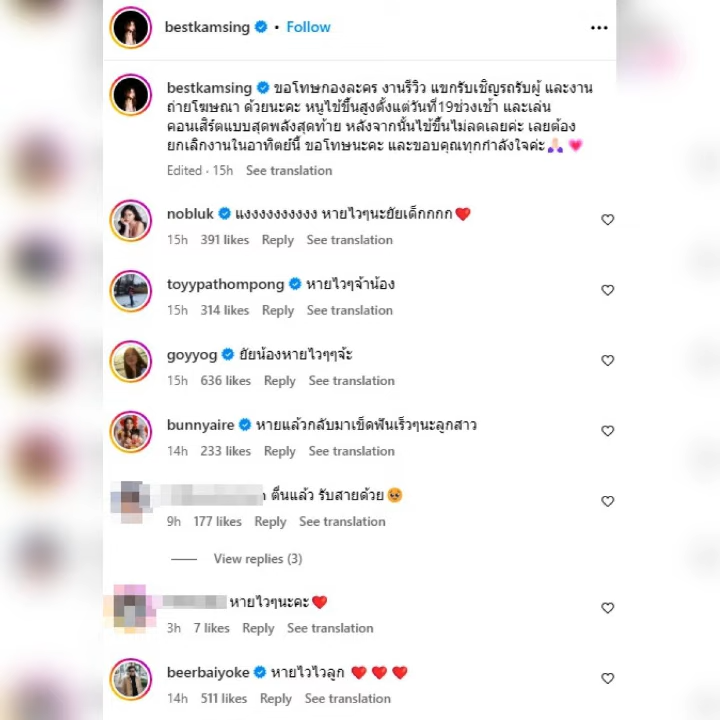 bestkamsing • Follow
bestkamsing ขอโทษกองละคร งานรีวิว แขกรับเชิญรถรับผู้ และงาน
ถ่ายโฆษณา ด้วยนะคะ หนูไข้ขึ้นสูงตั้งแต่วันที่19ช่วงเช้า และเล่น
คอนเสิร์ตแบบสุดพลังสุดท้าย หลังจากนั้นไข้ขึ้นไม่ลดเลยค่ะ เลยต้อง
ยกเลิกงานในอาทิตย์นี้ ขอโทษนะคะ และขอบคุณทุกกำลังใจค่ะ🙏🏻 💗
Edited · 15h See translation
nobluk แงงงงงงงงงง หายไวๆนะยัยเด็กกกก❤️
15h 391 likes Reply See translation
toyypathompong หายไวๆจ้าน้อง
15h 314 likes Reply See translation
goyyog ยัยน้องหายไวๆๆจ้ะ
15h 636 likes Reply See translation
bunnyaire หายแล้วกลับมาเข็ดฟันเร็วๆนะลูกสาว
14h 233 likes Reply See translation
ตื่นแล้ว รับสายด้วย🥺
9h 177 likes Reply See translation
View replies (3)
หายไวๆนะคะ❤️
3h 7 likes Reply See translation
beerbaiyoke หายไวไวลูก ❤️ ❤️ ❤️
14h 511 likes Reply See translation